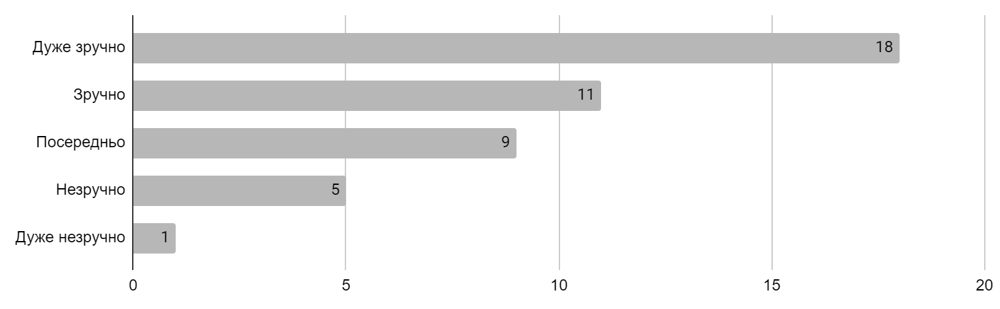 Дуже зручно 18
Зручно 11
Посередньо 9
Незручно 5
Дуже незручно 1
0 5 10 15 20